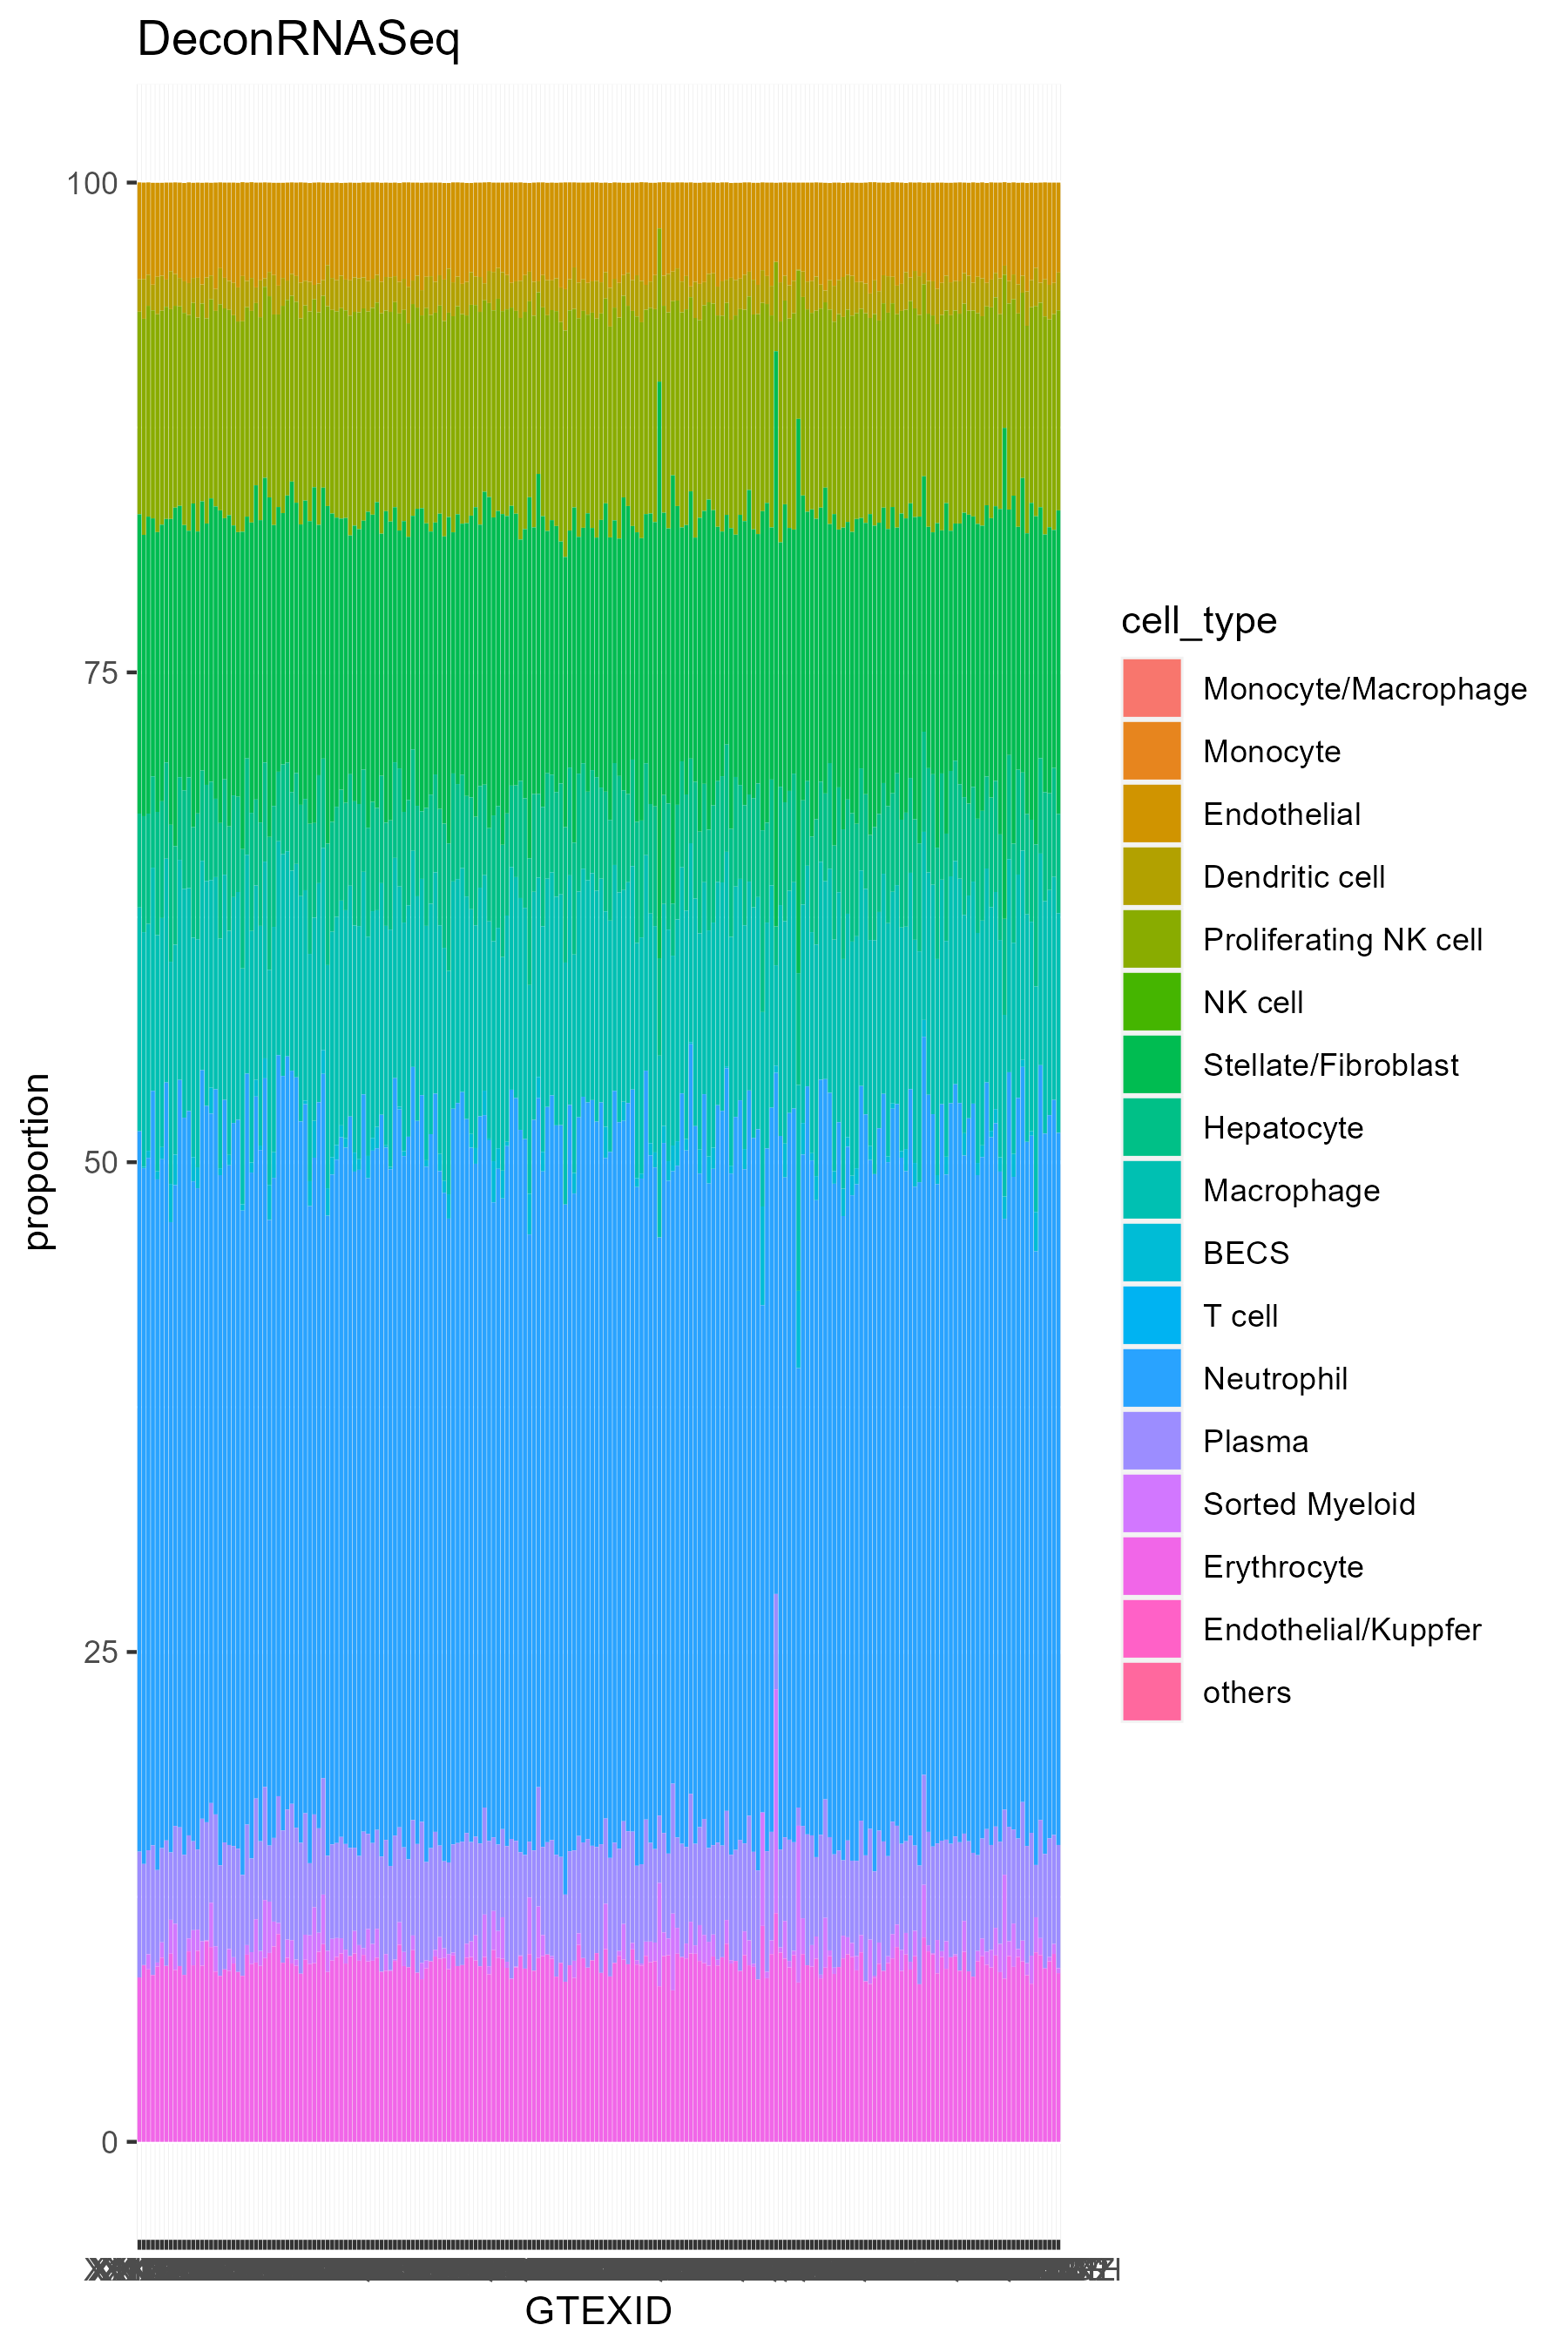 DeconRNASeq
100
75
50
25
0
proportion
GTEXID
cell_type
Monocyte/Macrophage
Monocyte
Endothelial
Dendritic cell
Proliferating NK cell
NK cell
Stellate/Fibroblast
Hepatocyte
Macrophage
BECS
T cell
Neutrophil
Plasma
Sorted Myeloid
Erythrocyte
Endothelial/Kuppfer
others